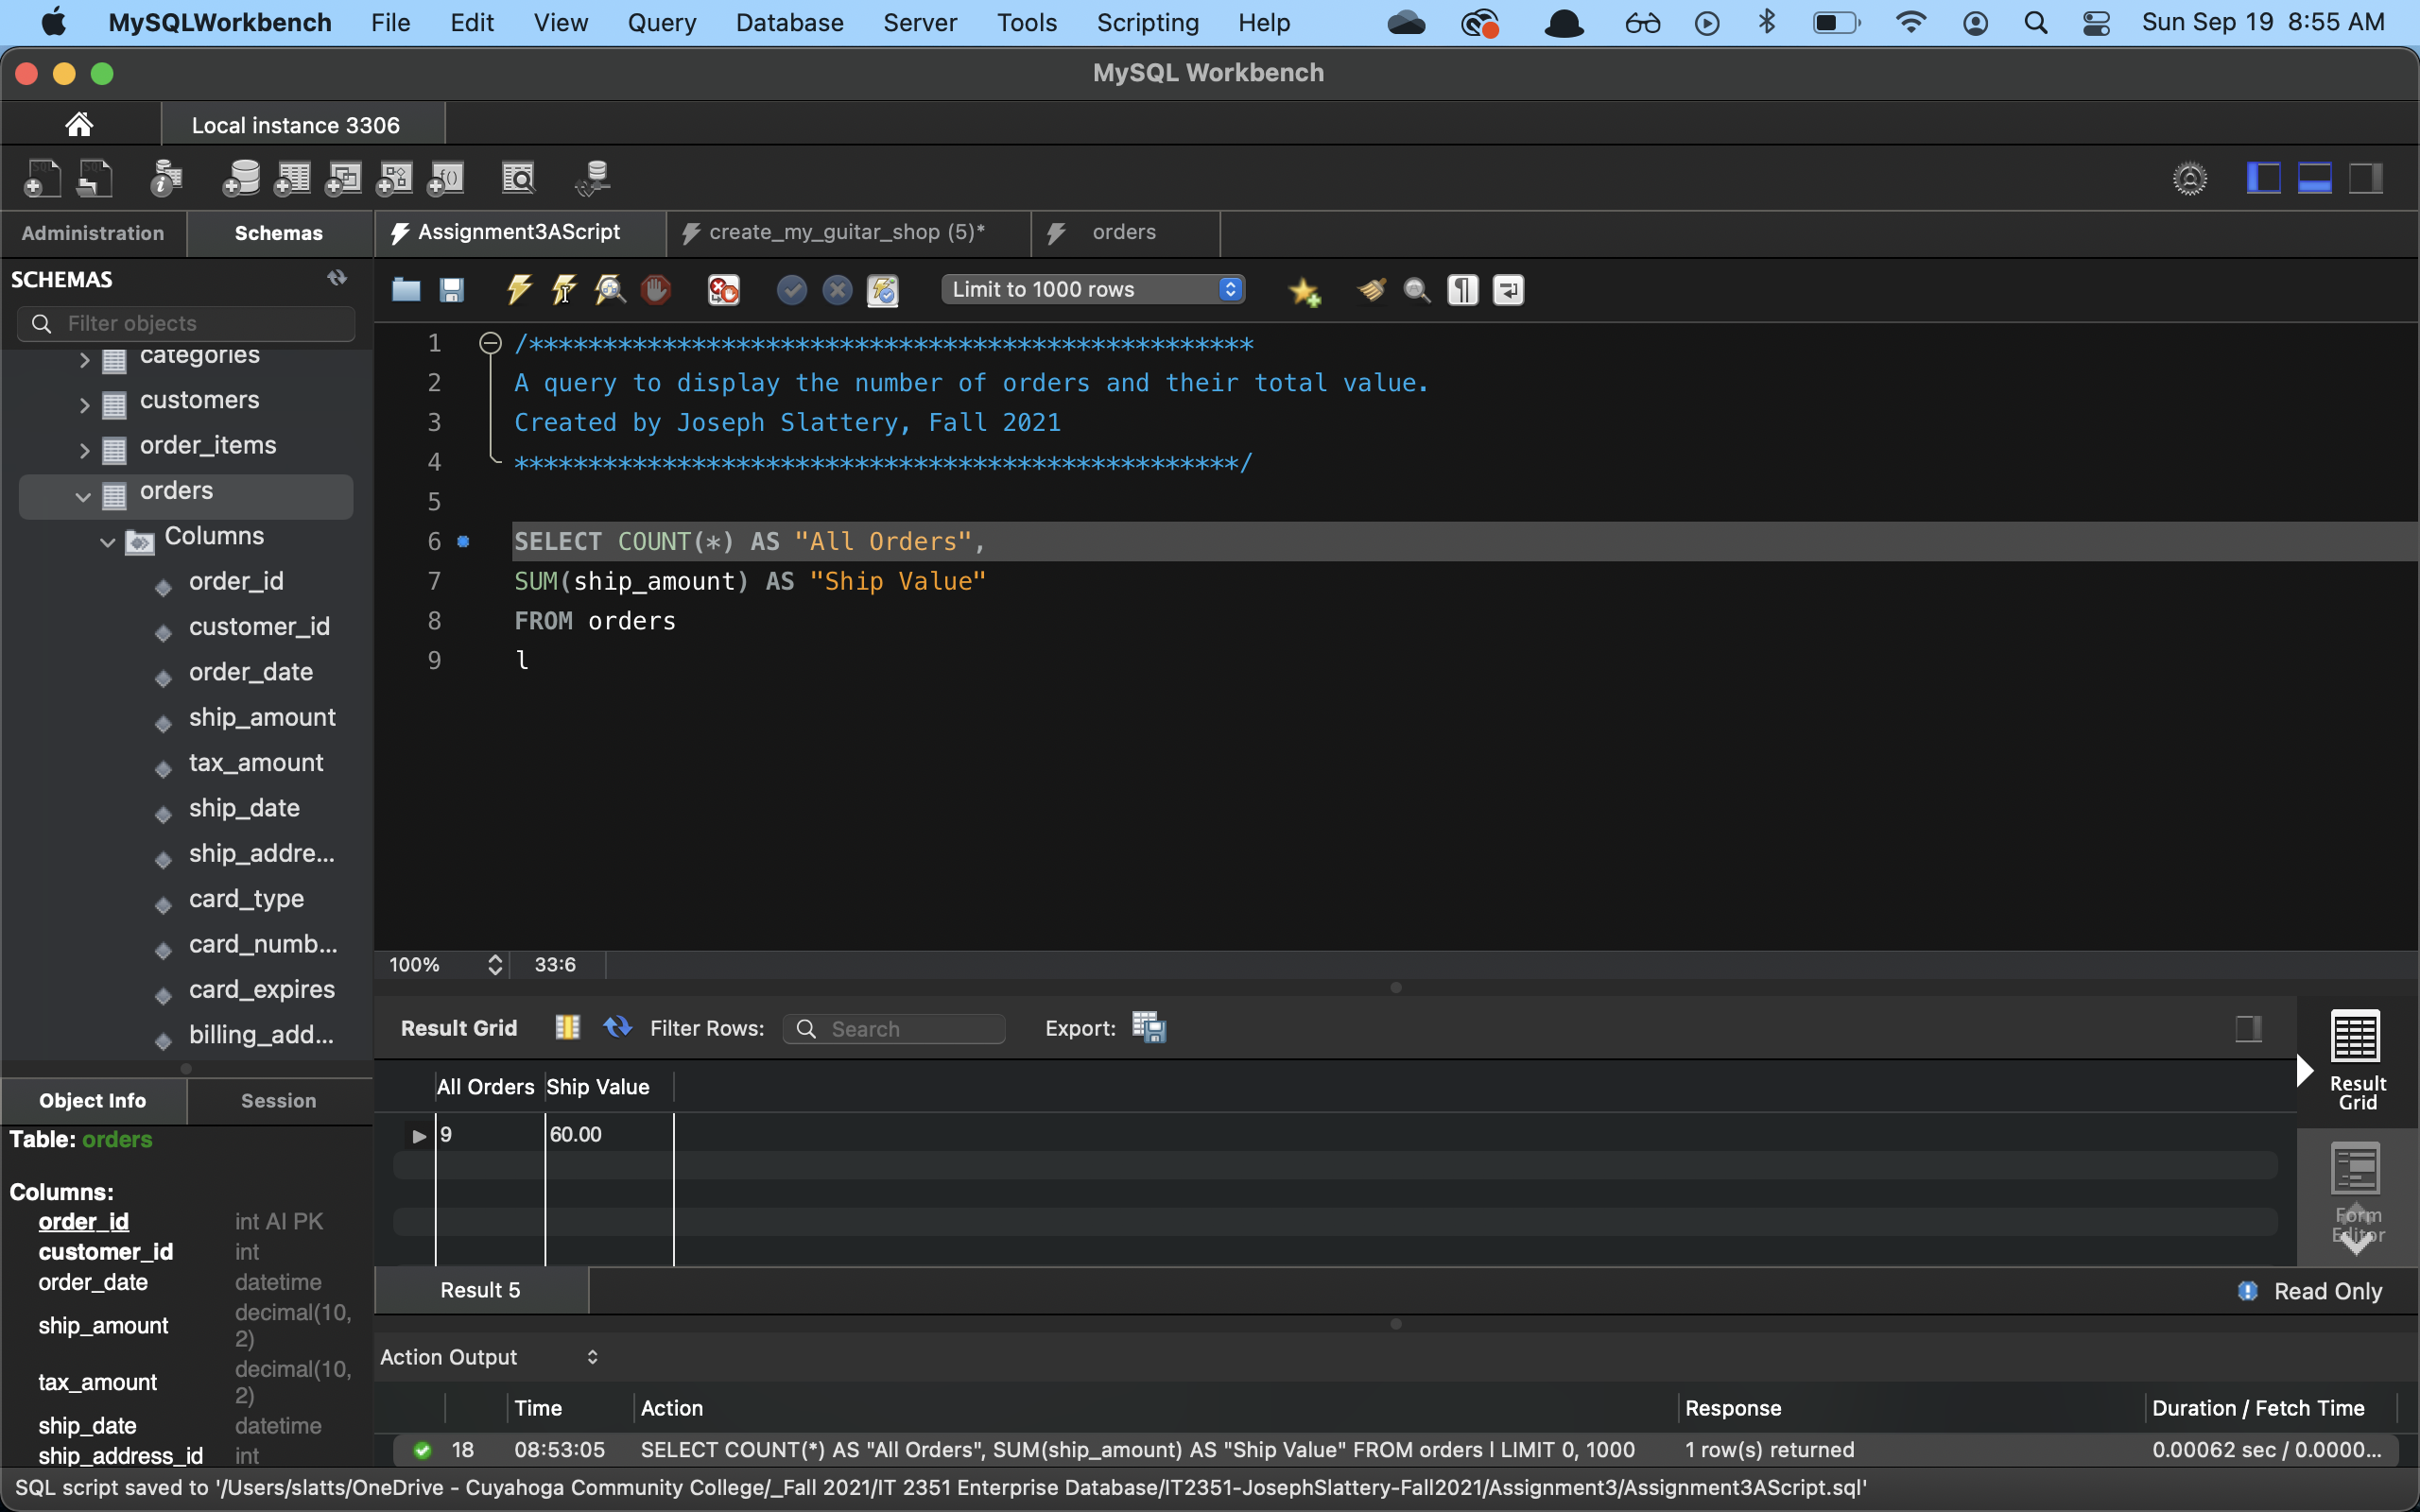 MySQLWorkbench File Edit View Query Database Server Tools Scripting Help Sun Sep 19 8:55 AM
MySQL Workbench
Local instance 3306
Administration Schemas Assignment3AScript create_my_guitar_shop (5)* orders
SCHEMAS
Limit to 1000 rows
Filter objects
categories
customers
order_items
orders
Columns
order_id
customer_id
order_date
ship_amount
tax_amount
ship_date
ship_addre...
card_type
card_numb...
card_expires
billing_add...
1 /*************************************************
2 A query to display the number of orders and their total value.
3 Created by Joseph Slattery, Fall 2021
4 *************************************************/
5
6 SELECT COUNT(*) AS "All Orders",
7 SUM(ship_amount) AS "Ship Value"
8 FROM orders
9 l
100% 33:6
Result Grid Filter Rows: Search Export:
All Orders Ship Value
9 60.00
Result
Grid
Form
Editor
Result 5 Read Only
Object Info Session
Table: orders
Columns:
order_id int AI PK
customer_id int
order_date datetime
ship_amount decimal(10,
2)
tax_amount decimal(10,
2)
ship_date datetime
ship_address_id int
Action Output
Time Action Response Duration / Fetch Time
18 08:53:05 SELECT COUNT(*) AS "All Orders", SUM(ship_amount) AS "Ship Value" FROM orders l LIMIT 0, 1000 1 row(s) returned 0.00062 sec / 0.0000...
SQL script saved to '/Users/slatts/OneDrive - Cuyahoga Community College/_Fall 2021/IT 2351 Enterprise Database/IT2351-JosephSlattery-Fall2021/Assignment3/Assignment3AScript.sql'